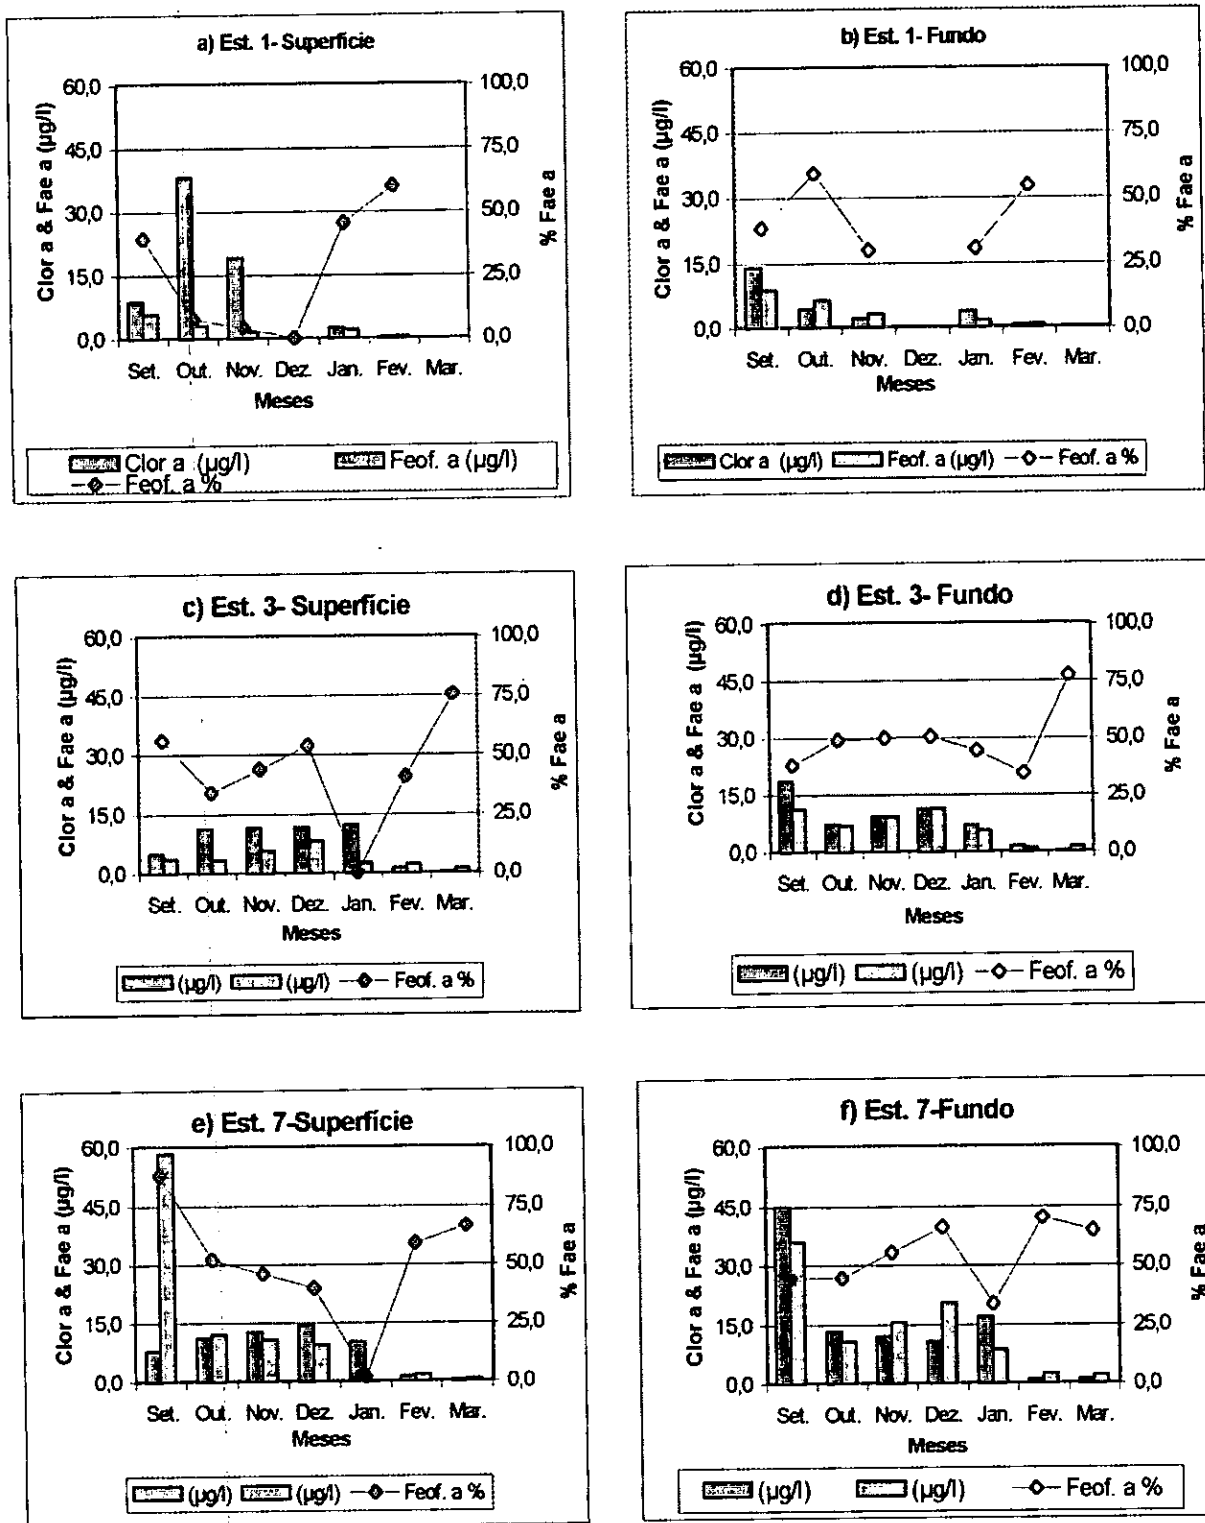 a) Est. 1- Superfície
Clor a & Fae a (µg/l)
60,0
45,0
30,0
15,0
0,0
100,0
75,0
50,0
25,0
0,0
% Fae a
Set. Out. Nov. Dez. Jan. Fev. Mar.
Meses
Clor a (µg/l) Feof. a (µg/l)
Feof. a %
b) Est. 1- Fundo
Clor a & Fae a (µg/l)
60,0
45,0
30,0
15,0
0,0
100,0
75,0
50,0
25,0
0,0
% Fae a
Set. Out. Nov. Dez. Jan. Fev. Mar.
Meses
Clor a (µg/l) Feof. a (µg/l) Feof. a %
c) Est. 3- Superfície
Clor a & Fae a (µg/l)
60,0
45,0
30,0
15,0
0,0
100,0
75,0
50,0
25,0
0,0
% Fae a
Set. Out. Nov. Dez. Jan. Fev. Mar.
Meses
(µg/l) (µg/l) Feof. a %
d) Est. 3- Fundo
Clor a & Fae a (µg/l)
60,0
45,0
30,0
15,0
0,0
100,0
75,0
50,0
25,0
0,0
% Fae a
Set. Out. Nov. Dez. Jan. Fev. Mar.
Meses
(µg/l) (µg/l) Feof. a %
e) Est. 7-Superfície
Clor a & Fae a (µg/l)
60,0
45,0
30,0
15,0
0,0
100,0
75,0
50,0
25,0
0,0
% Fae a
Set. Out. Nov. Dez. Jan. Fev. Mar.
Meses
(µg/l) (µg/l) Feof. a %
f) Est. 7-Fundo
Clor a & Fae a (µg/l)
60,0
45,0
30,0
15,0
0,0
100,0
75,0
50,0
25,0
0,0
% Fae a
Set. Out. Nov. Dez. Jan. Fev. Mar.
Meses
(µg/l) (µg/l) Feof. a %